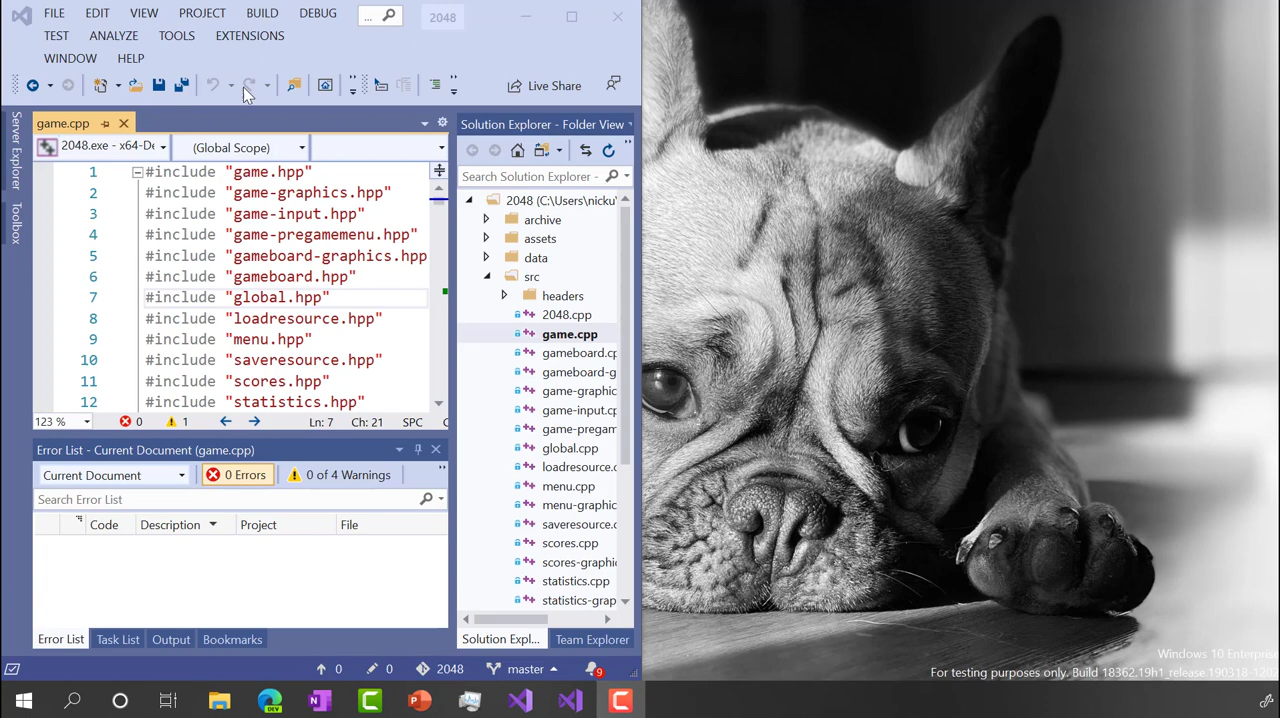 FILE EDIT VIEW PROJECT BUILD DEBUG ... 2048
TEST ANALYZE TOOLS EXTENSIONS
WINDOW HELP
Live Share
Server Explorer
Toolbox
game.cpp
2048.exe - x64-De (Global Scope)
1 #include "game.hpp"
2 #include "game-graphics.hpp"
3 #include "game-input.hpp"
4 #include "game-pregamemenu.hpp"
5 #include "gameboard-graphics.hpp
6 #include "gameboard.hpp"
7 #include "global.hpp"
8 #include "loadresource.hpp"
9 #include "menu.hpp"
10 #include "saveresource.hpp"
11 #include "scores.hpp"
12 #include "statistics.hpp"
123 % 0 1 Ln: 7 Ch: 21 SPC
Error List - Current Document (game.cpp)
Current Document 0 Errors 0 of 4 Warnings
Search Error List
Code Description Project File
Error List Task List Output Bookmarks
Solution Explorer - Folder View
Search Solution Explorer -
2048 (C:\Users\nicku\
archive
assets
data
src
headers
2048.cpp
game.cpp
gameboard.cp
gameboard-g
game-graphic
game-input.cp
game-pregam
global.cpp
loadresource.c
menu.cpp
menu-graphic
saveresource.c
scores.cpp
scores-graphic
statistics.cpp
statistics-grap
Solution Expl... Team Explorer
0 0 2048 master 9
Windows 10 Enterprise
For testing purposes only. Build 18362.19h1_release.190318-1202